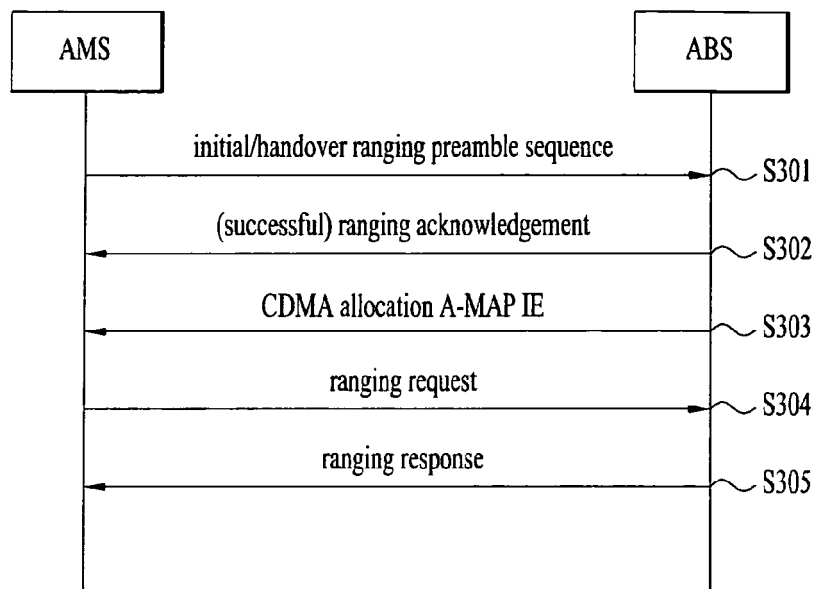 AMS
ABS
initial/handover ranging preamble sequence
S301
(successful) ranging acknowledgement
S302
CDMA allocation A-MAP IE
S303
ranging request
S304
ranging response
S305